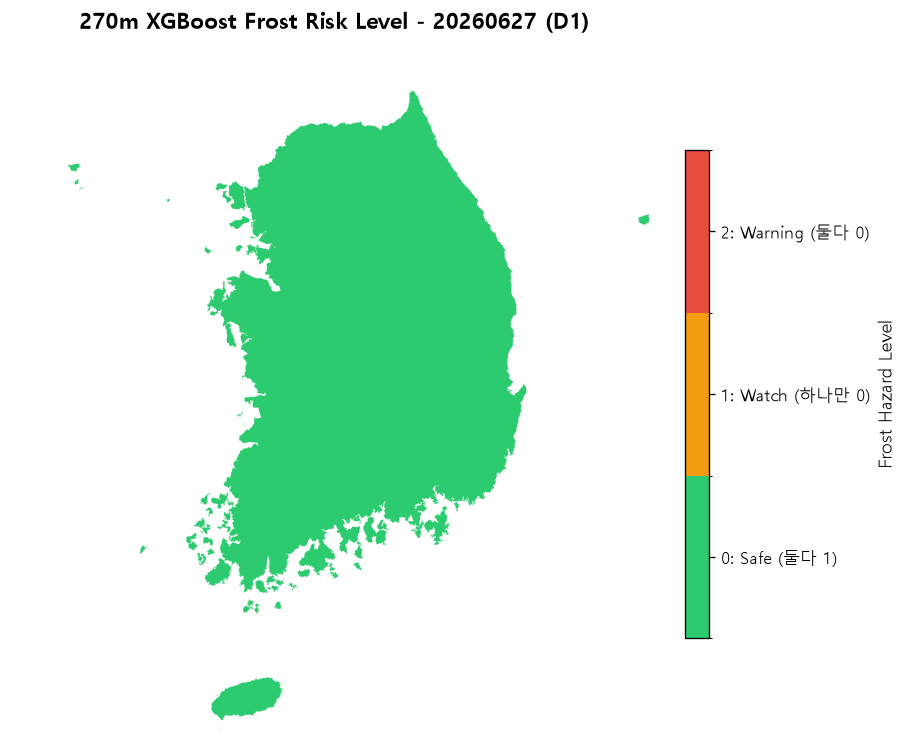 270m XGBoost Frost Risk Level - 20260627 (D1)
2: Warning (둘다 0)
1: Watch (하나만 0)
0: Safe (둘다 1)
Frost Hazard Level